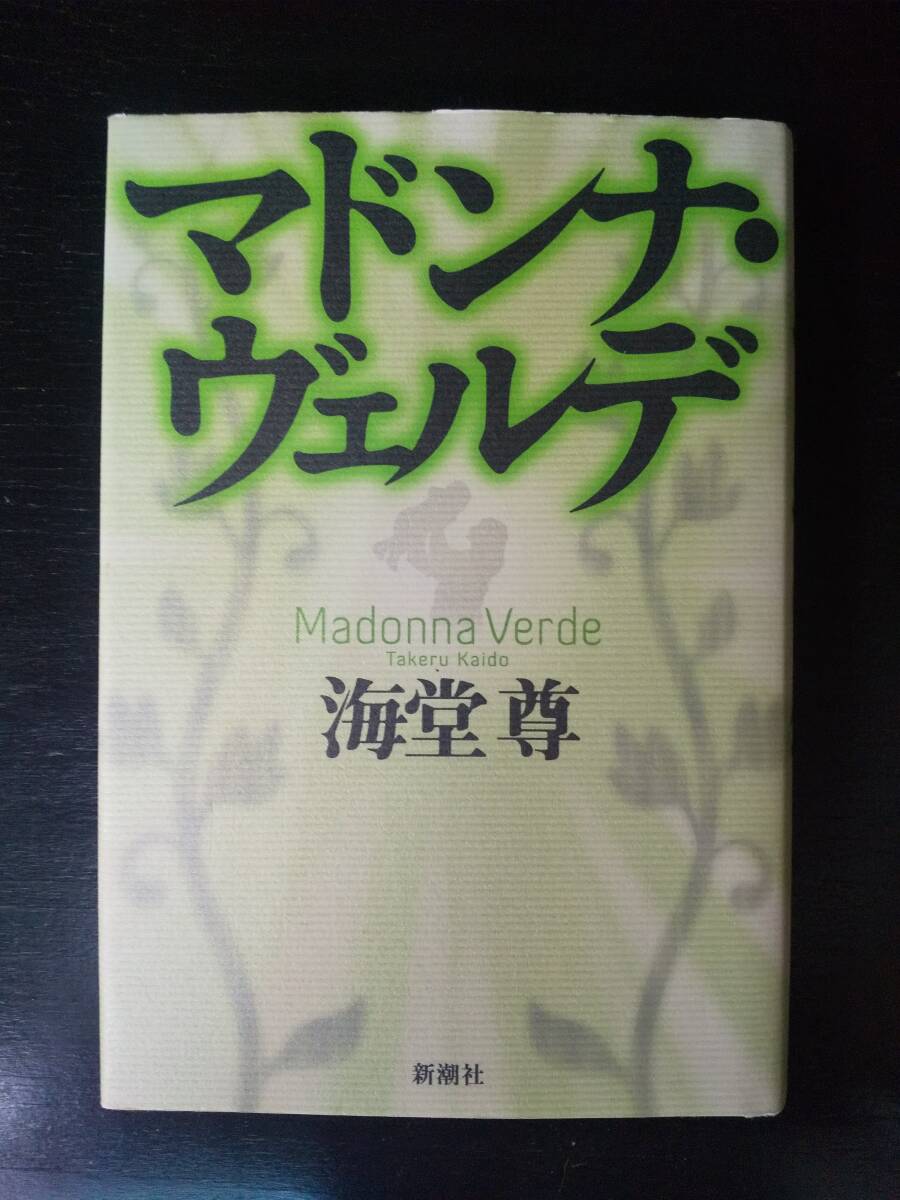 マドンナ・
ヴェルデ
Madonna Verde
Takeru Kaido
海堂 尊
新潮社